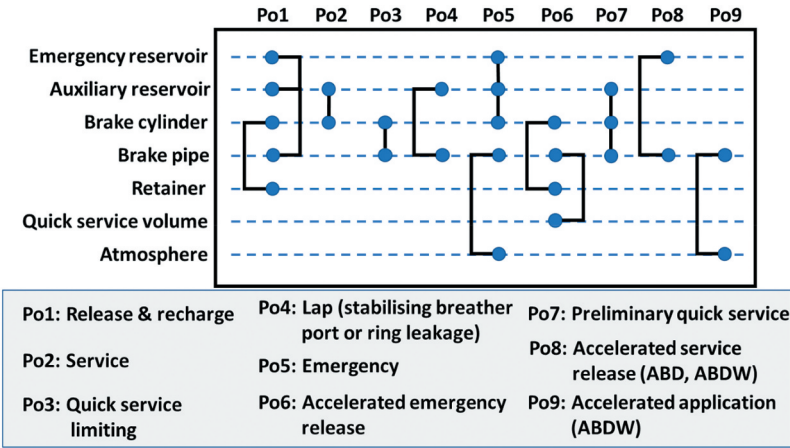 Po1 Po2 Po3 Po4 Po5 Po6 Po7 Po8 Po9
Emergency reservoir
Auxiliary reservoir
Brake cylinder
Brake pipe
Retainer
Quick service volume
Atmosphere
Po1: Release & recharge
Po2: Service
Po3: Quick service
limiting
Po4: Lap (stabilising breather
port or ring leakage)
Po5: Emergency
Po6: Accelerated emergency
release
Po7: Preliminary quick service
Po8: Accelerated service
release (ABD, ABDW)
Po9: Accelerated application
(ABDW)